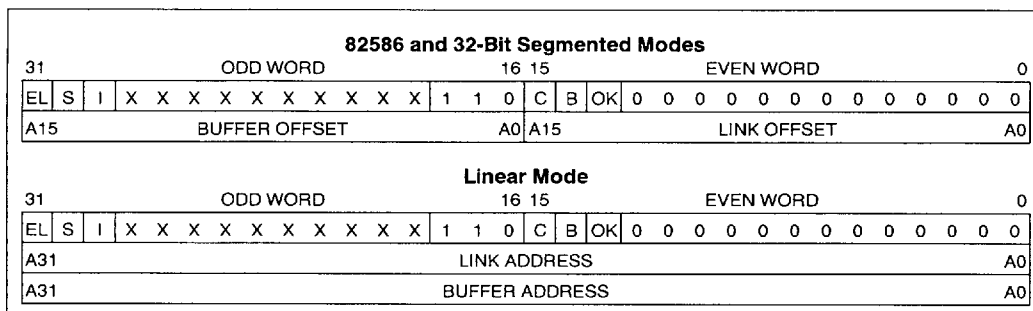 82586 and 32-Bit Segmented Modes
31 ODD WORD 16 15 EVEN WORD 0
EL S I X X X X X X X X X X 1 1 0 C B OK 0 0 0 0 0 0 0 0 0 0 0 0 0
A15 BUFFER OFFSET A0 A15 LINK OFFSET A0
Linear Mode
31 ODD WORD 16 15 EVEN WORD 0
EL S I X X X X X X X X X X 1 1 0 C B OK 0 0 0 0 0 0 0 0 0 0 0 0 0
A31 LINK ADDRESS A0
A31 BUFFER ADDRESS A0